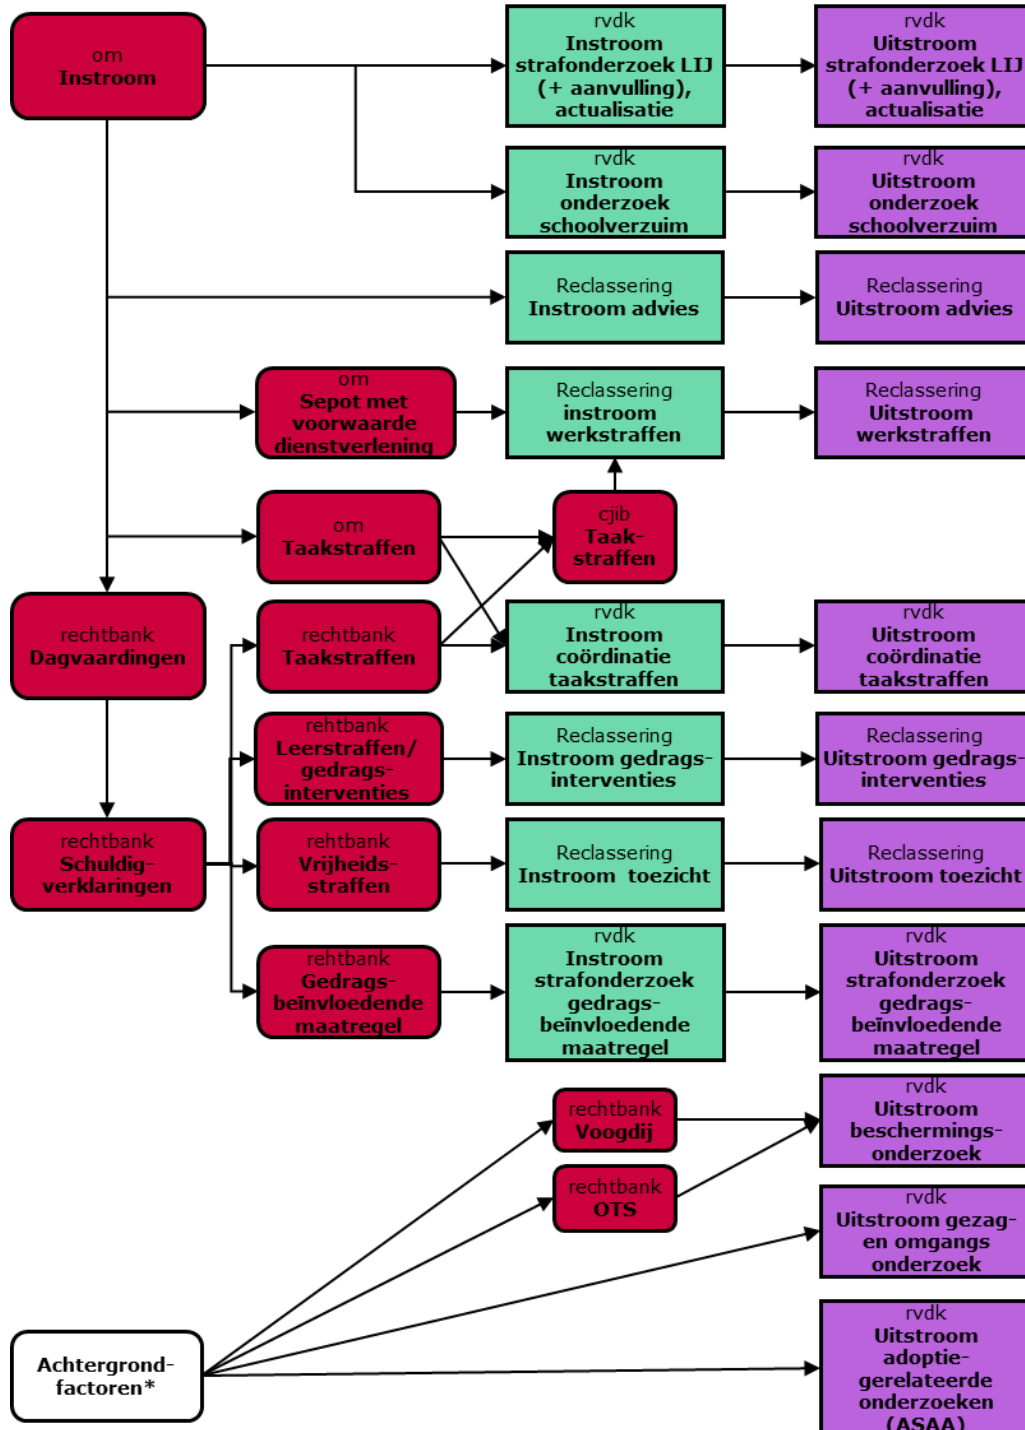 om
Instroom
rvdk
Instroom
strafonderzoek LIJ
(+ aanvulling),
actualisatie
rvdk
Uitstroom
strafonderzoek LIJ
(+ aanvulling),
actualisatie
rvdk
Instroom
onderzoek
schoolverzuim
rvdk
Uitstroom
onderzoek
schoolverzuim
Reclassering
Instroom advies
Reclassering
Uitstroom advies
om
Sepot met
voorwaarde
dienstverlening
Reclassering
instroom
werkstraffen
Reclassering
Uitstroom
werkstraffen
om
Taakstraffen
cjib
Taak-
straffen
rechtbank
Dagvaardingen
rechtbank
Taakstraffen
rvdk
Instroom
coördinatie
taakstraffen
rvdk
Uitstroom
coördinatie
taakstraffen
rehtbank
Leerstraffen/
gedrags-
interventies
Reclassering
Instroom gedrags-
interventies
Reclassering
Uitstroom gedrags-
interventies
rechtbank
Schuldig-
verklaringen
rehtbank
Vrijheids-
straffen
Reclassering
Instroom toezicht
Reclassering
Uitstroom toezicht
rehtbank
Gedrags-
beïnvloedende
maatregel
rvdk
Instroom
strafonderzoek
gedrags-
beïnvloedende
maatregel
rvdk
Uitstroom
strafonderzoek
gedrags-
beïnvloedende
maatregel
rechtbank
Voogdij
rvdk
Uitstroom
beschermings-
onderzoek
rechtbank
OTS
rvdk
Uitstroom gezag-
en omgangs
onderzoek
Achtergrond-
factoren*
rvdk
Uitstroom
adoptie-
gerelateerde
onderzoeken
(ASAA)